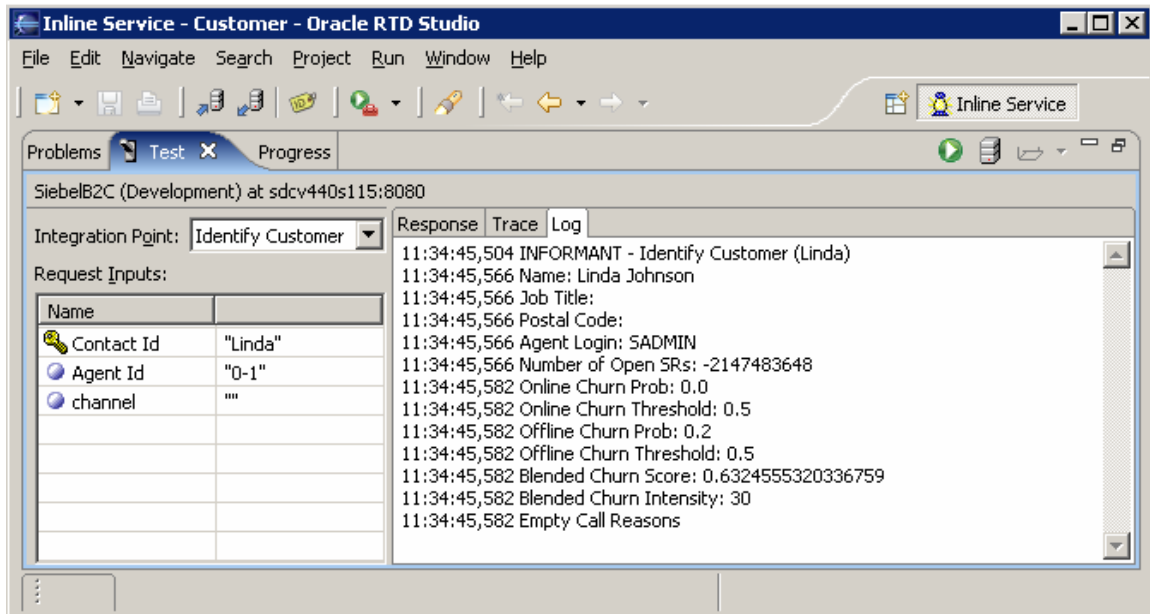 Inline Service - Customer - Oracle RTD Studio
File Edit Navigate Search Project Run Window Help
Inline Service
Problems Test Progress
SiebelB2C (Development) at sdcv440s115:8080
Integration Point: Identify Customer
Request Inputs:
Name
Contact Id "Linda"
Agent Id "0-1"
channel ""
Response Trace Log
11:34:45,504 INFORMANT - Identify Customer (Linda)
11:34:45,566 Name: Linda Johnson
11:34:45,566 Job Title:
11:34:45,566 Postal Code:
11:34:45,566 Agent Login: SADMIN
11:34:45,566 Number of Open SRs: -2147483648
11:34:45,582 Online Churn Prob: 0.0
11:34:45,582 Online Churn Threshold: 0.5
11:34:45,582 Offline Churn Prob: 0.2
11:34:45,582 Offline Churn Threshold: 0.5
11:34:45,582 Blended Churn Score: 0.6324555320336759
11:34:45,582 Blended Churn Intensity: 30
11:34:45,582 Empty Call Reasons